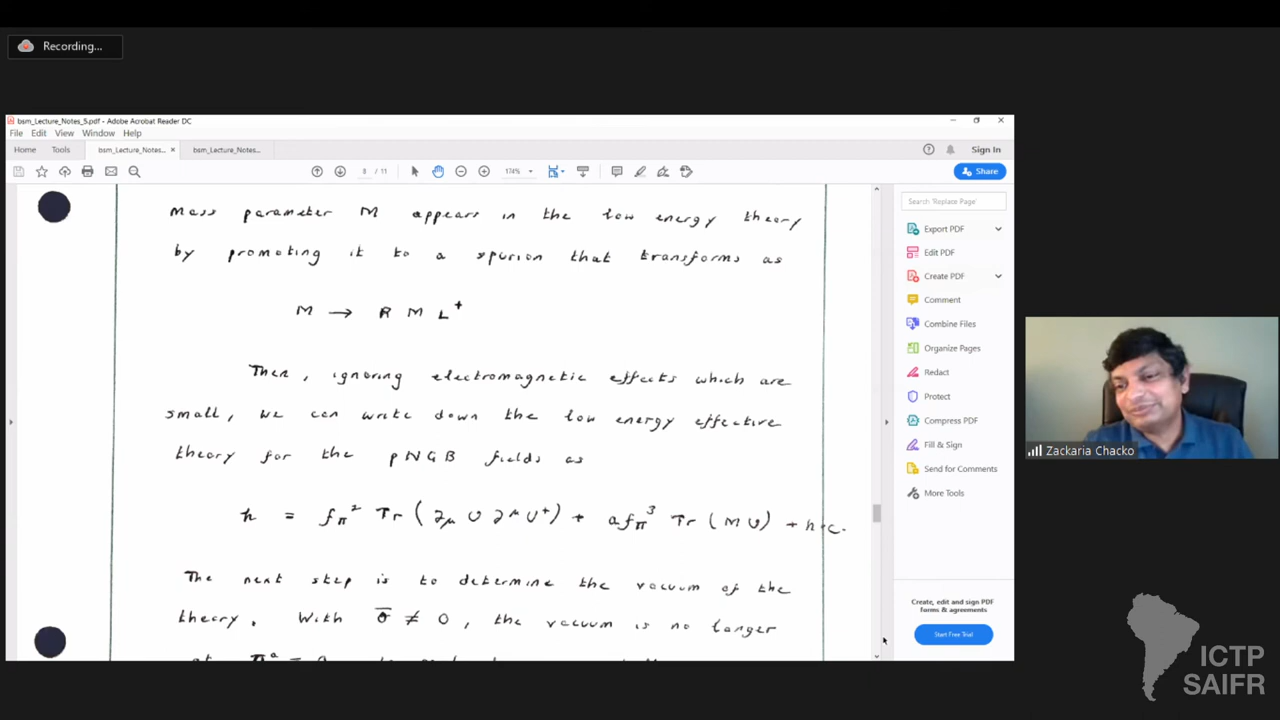 Recording...
bsm_Lecture_Notes_5.pdf - Adobe Acrobat Reader DC
File Edit View Window Help
Home Tools bsm_Lecture_Notes... × bsm_Lecture_Notes... Sign In
8 / 11 174% Share
Mass parameter M appears in the low energy theory
by promoting it to a spurion that transforms as
M → R M L†
Then, ignoring electromagnetic effects which are
small, we can write down the low energy effective
theory for the pNGB fields as
= fπ² Tr (∂μ U ∂^μ U†) + a fπ³ Tr (M U) + h.c.
The next step is to determine the vacuum of the
theory. With θ̄ ≠ 0, the vacuum is no longer
Search 'Replace Page'
Export PDF
Edit PDF
Create PDF
Comment
Combine Files
Organize Pages
Redact
Protect
Compress PDF
Fill & Sign
Send for Comments
More Tools
Create, edit and sign PDF
forms & agreements
Start Free Trial
Zackaria Chacko
ICTP
SAIFR